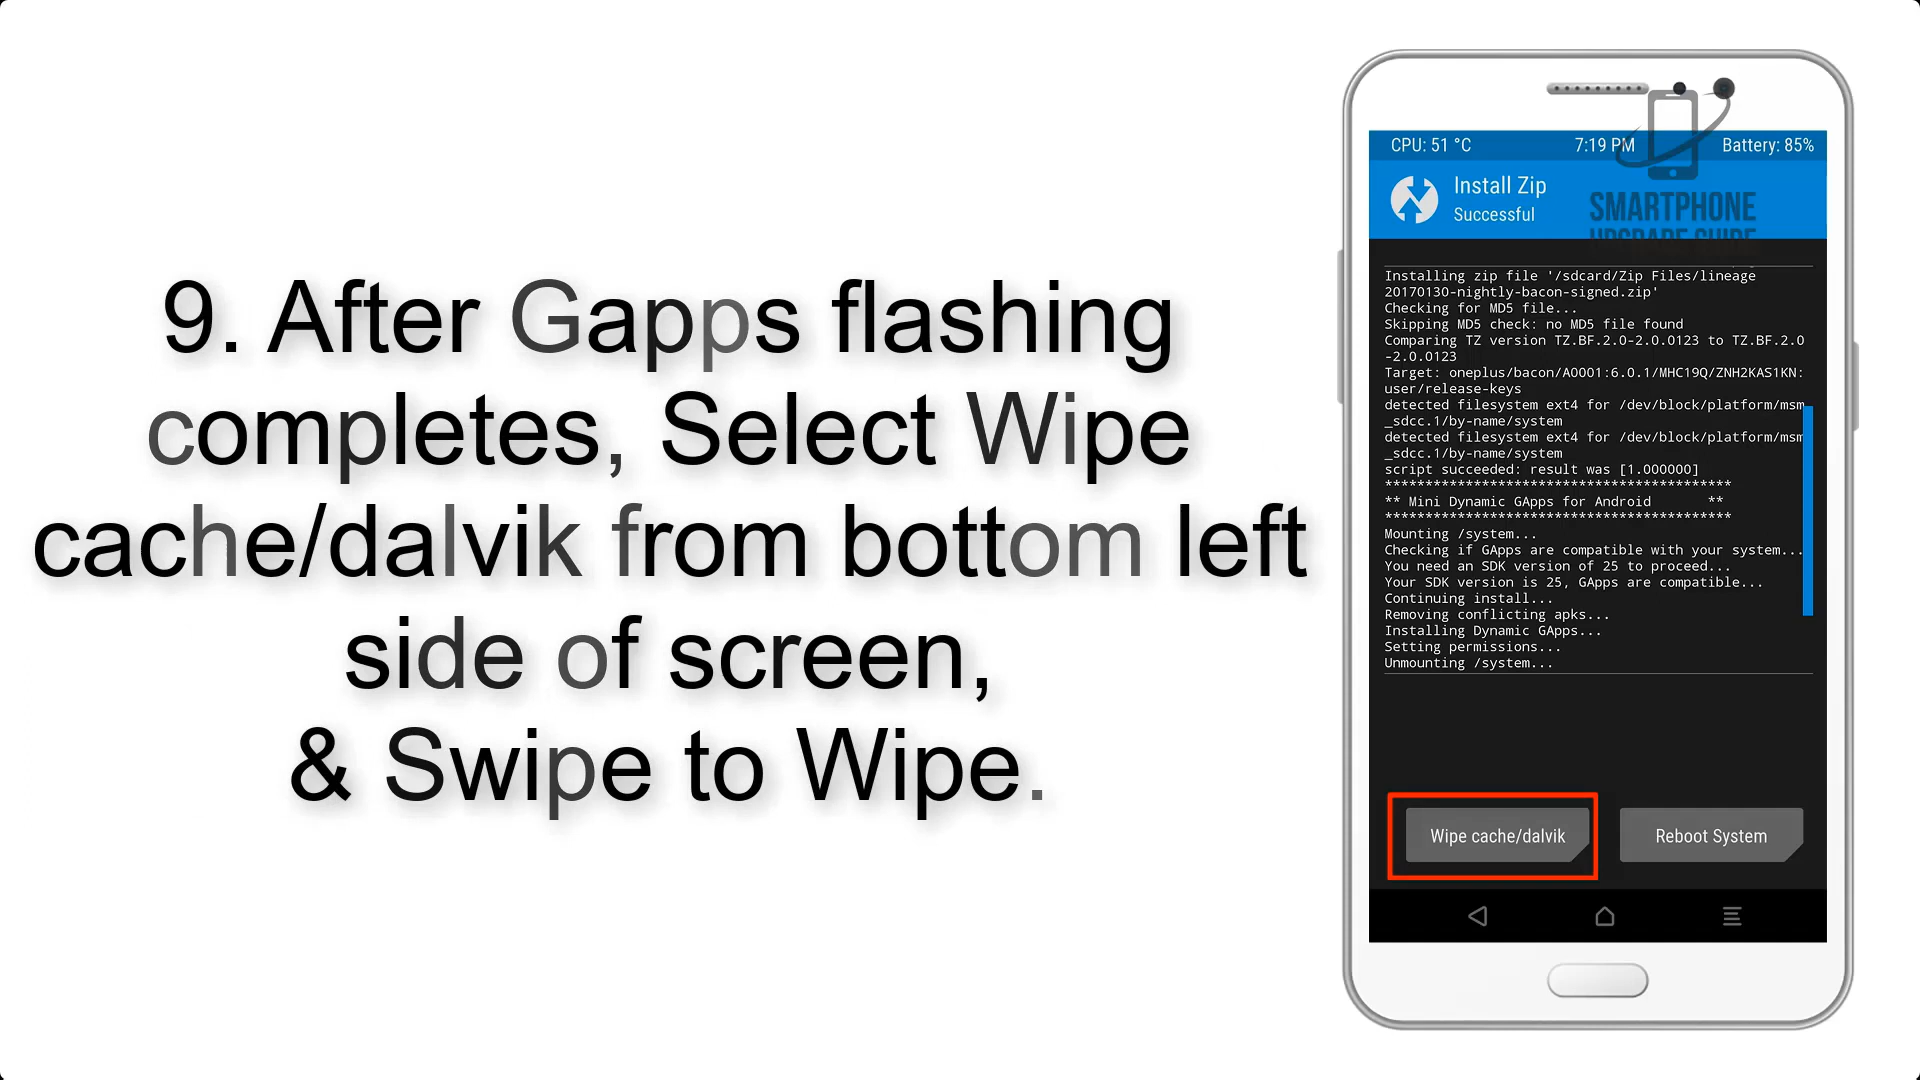 9. After Gapps flashing
completes, Select Wipe
cache/dalvik from bottom left
side of screen,
& Swipe to Wipe.
CPU: 51 °C 7:19 PM Battery: 85%
Install Zip
Successful
SMARTPHONE
UPGRADE GUIDE
Installing zip file '/sdcard/Zip Files/lineage
20170130-nightly-bacon-signed.zip'
Checking for MD5 file...
Skipping MD5 check: no MD5 file found
Comparing TZ version TZ.BF.2.0-2.0.0123 to TZ.BF.2.0
-2.0.0123
Target: oneplus/bacon/A0001:6.0.1/MHC19Q/ZNH2KAS1KN:
user/release-keys
detected filesystem ext4 for /dev/block/platform/msm
_sdcc.1/by-name/system
detected filesystem ext4 for /dev/block/platform/msm
_sdcc.1/by-name/system
script succeeded: result was [1.000000]
*******************************************
** Mini Dynamic GApps for Android **
*******************************************
Mounting /system...
Checking if GApps are compatible with your system...
You need an SDK version of 25 to proceed...
Your SDK version is 25, GApps are compatible...
Continuing install...
Removing conflicting apks...
Installing Dynamic GApps...
Setting permissions...
Unmounting /system...
Wipe cache/dalvik Reboot System